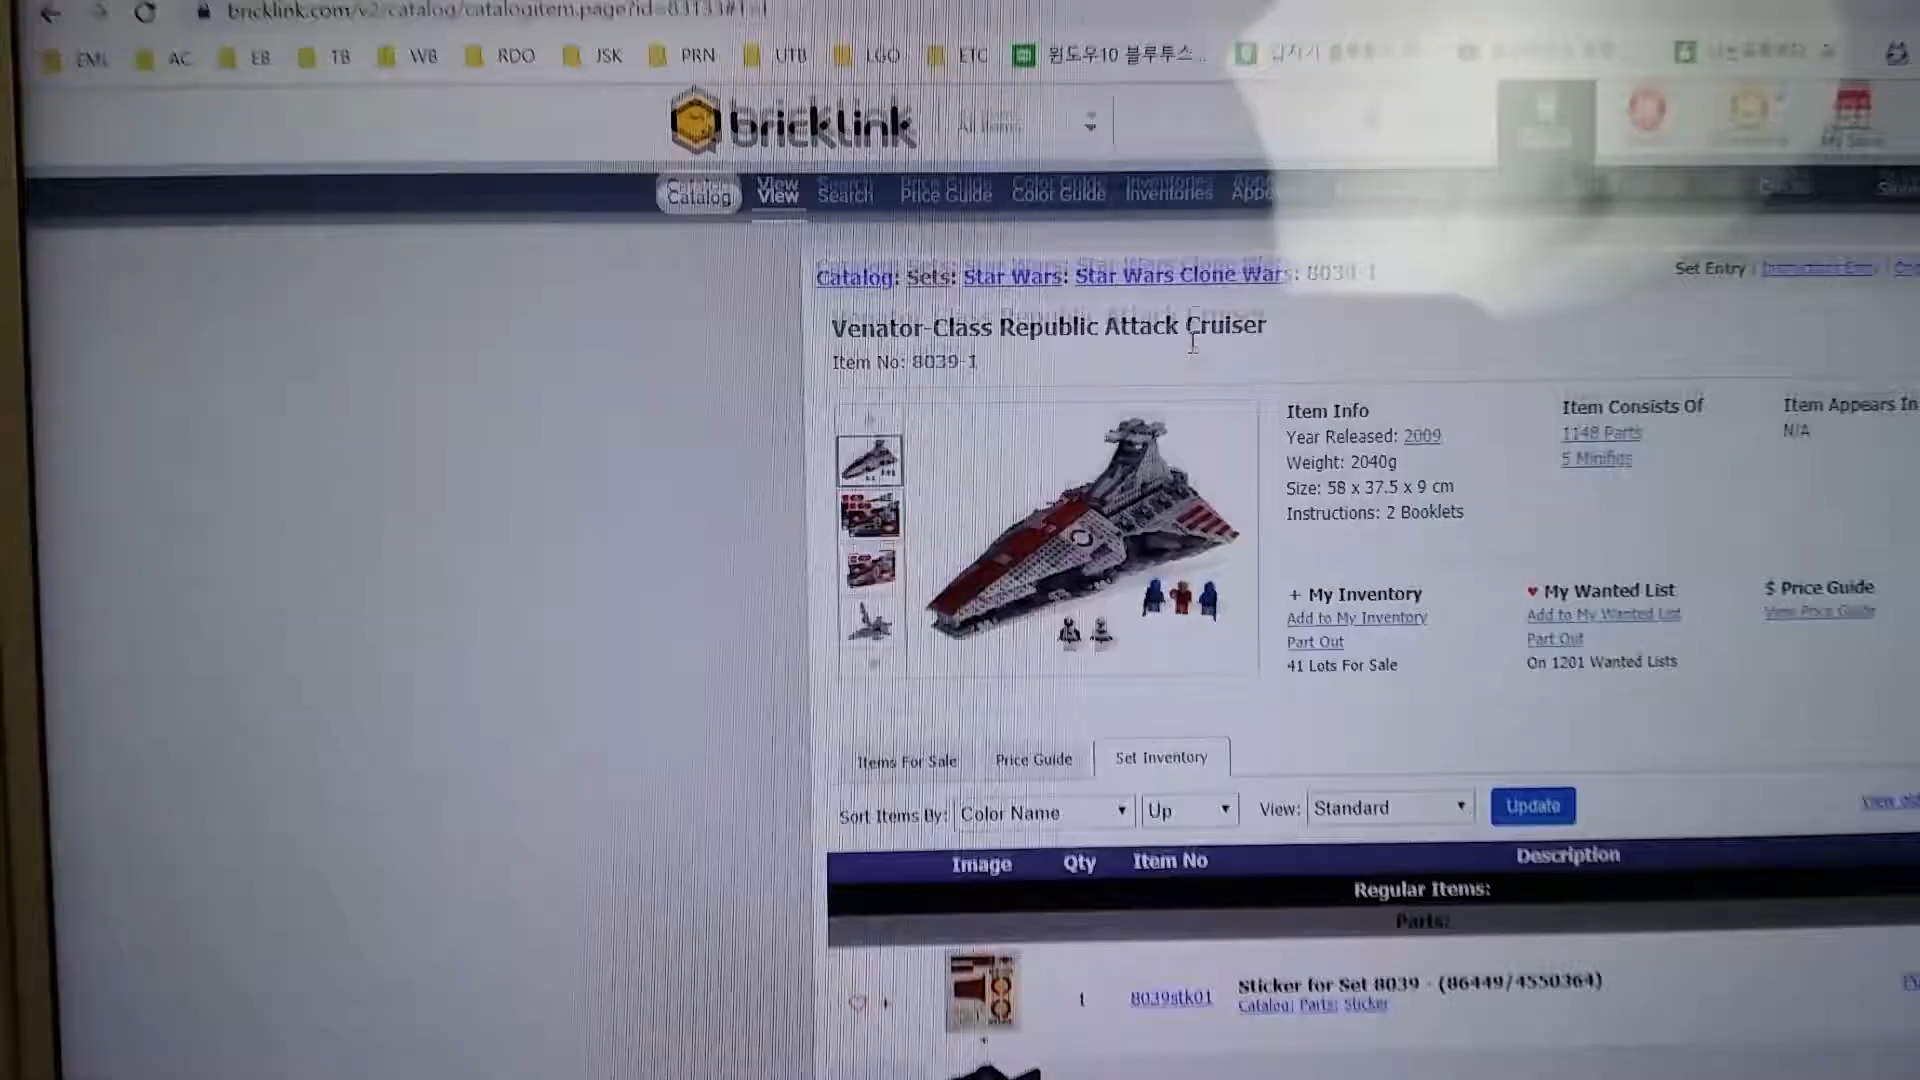 bricklink.com/v2/catalog/catalogitem.page?id=
EML AC EB TB WB RDO JSK PRN UTB LGO ETC 윈도우10 블루투스 ..
bricklink
All Items
Catalog View Search Price Guide Color Guide Inventories
Catalog: Sets: Star Wars: Star Wars Clone Wars:
Set Entry
Venator-Class Republic Attack Cruiser
Item No: 8039-1
Item Info
Year Released: 2009
Weight: 2040g
Size: 58 x 37.5 x 9 cm
Instructions: 2 Booklets
Item Consists Of
1148 Parts
5 Minifigs
Item Appears In
N/A
+ My Inventory
Add to My Inventory
Part Out
41 Lots For Sale
♥ My Wanted List
Add to My Wanted List
Part Out
On 1201 Wanted Lists
$ Price Guide
View Price Guide
Items For Sale Price Guide Set Inventory
Sort Items By: Color Name Up View: Standard Update
Image Qty Item No Description
Regular Items:
Parts:
1 8039stk01 Sticker for Set 8039 - (86449/4550364)
Catalog: Parts: Sticker